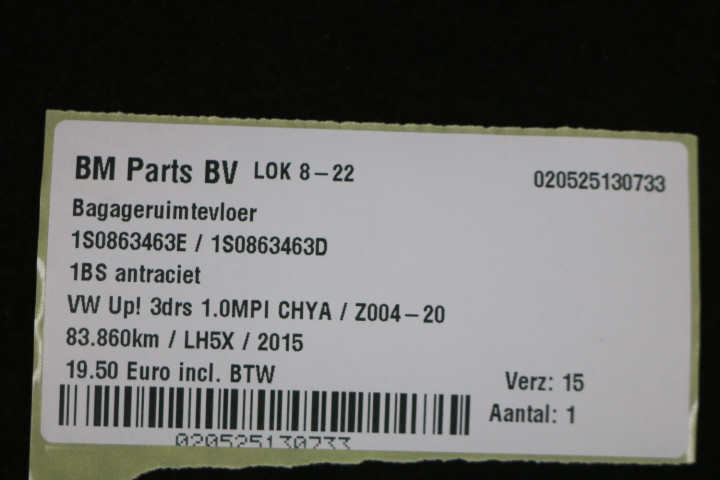 BM Parts BV LOK 8-22 020525130733
Bagageruimtevloer
1S0863463E / 1S0863463D
1BS antraciet
VW Up! 3drs 1.0MPI CHYA / Z004-20
83.860km / LH5X / 2015
19.50 Euro incl. BTW
Verz: 15
Aantal: 1
020525130733